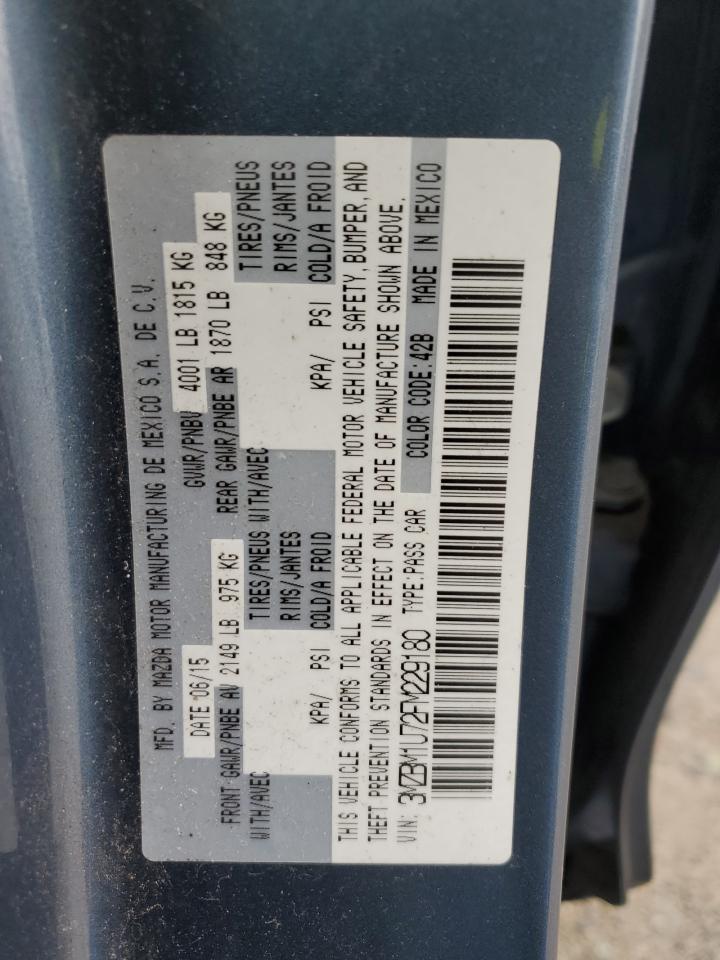 MFD. BY MAZDA MOTOR MANUFACTURING DE MEXICO S.A. DE C.V.
DATE '06/15 GVWR/PNBV 4001 LB 1815 KG
FRONT GAWR/PNBE AV 2149 LB 975 KG REAR GAWR/PNBE AR 1870 LB 848 KG
WITH/AVEC TIRES/PNEUS WITH/AVEC TIRES/PNEUS
RIMS/JANTES RIMS/JANTES
KPA/ PSI COLD/A FROID KPA/ PSI COLD/A FROID
THIS VEHICLE CONFORMS TO ALL APPLICABLE FEDERAL MOTOR VEHICLE SAFETY, BUMPER, AND
THEFT PREVENTION STANDARDS IN EFFECT ON THE DATE OF MANUFACTURE SHOWN ABOVE.
VIN: 3MZBM1U72FM229180 TYPE:PASS CAR COLOR CODE:42B MADE IN MEXICO